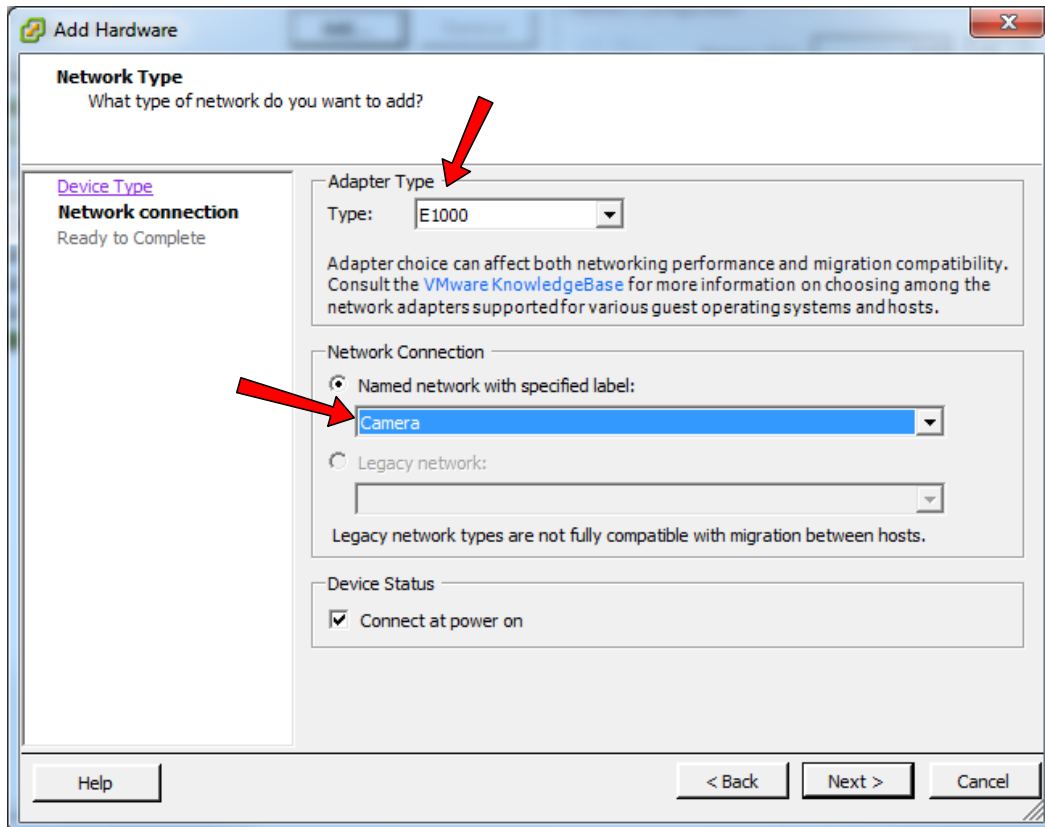 Add Hardware
Network Type
What type of network do you want to add?
Device Type
Network connection
Ready to Complete
Adapter Type
Type: E1000
Adapter choice can affect both networking performance and migration compatibility.
Consult the VMware KnowledgeBase for more information on choosing among the
network adapters supported for various guest operating systems and hosts.
Network Connection
Named network with specified label:
Camera
Legacy network:
Legacy network types are not fully compatible with migration between hosts.
Device Status
Connect at power on
Help
< Back
Next >
Cancel